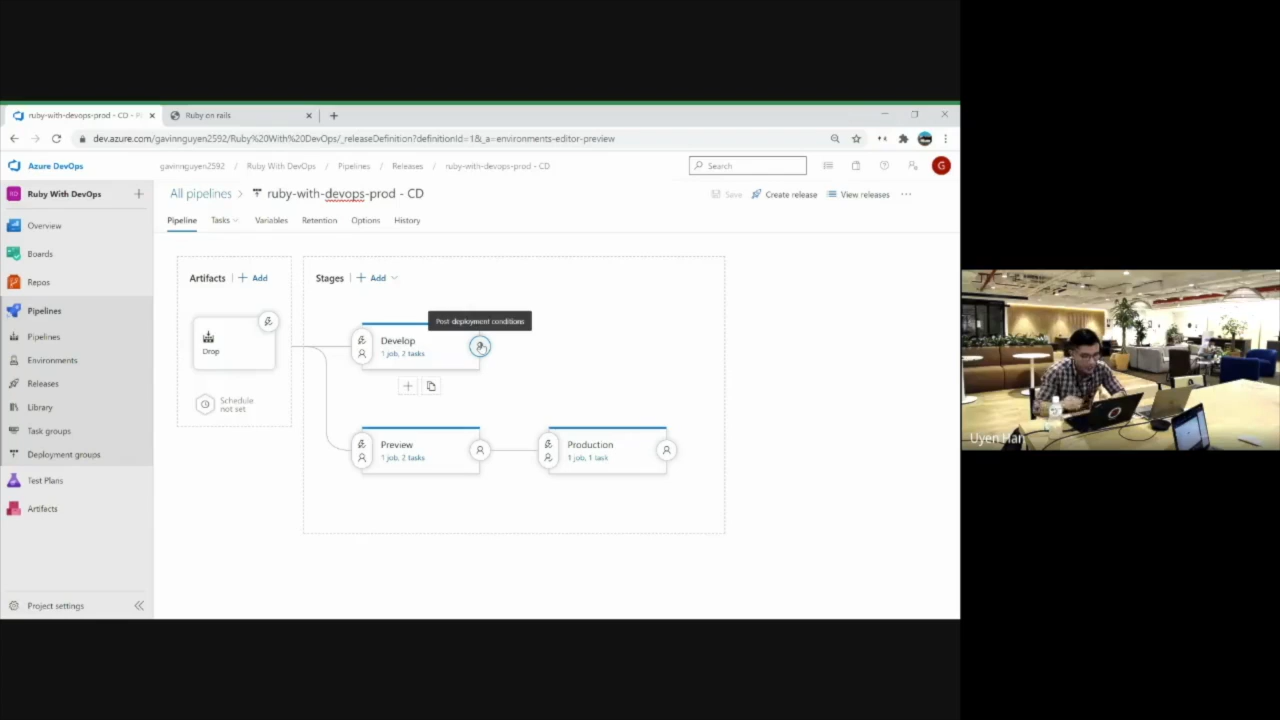 ruby-with-devops-prod - CD - Pi
Ruby on rails
dev.azure.com/gavinnguyen2592/Ruby%20With%20DevOps/_releaseDefinition?definitionId=1&_a=environments-editor-preview
Azure DevOps
gavinnguyen2592 / Ruby With DevOps / Pipelines / Releases / ruby-with-devops-prod - CD
Search
G
Ruby With DevOps
All pipelines > ruby-with-devops-prod - CD
Save Create release View releases
Pipeline Tasks Variables Retention Options History
Overview
Boards
Repos
Pipelines
Pipelines
Environments
Releases
Library
Task groups
Deployment groups
Test Plans
Artifacts
Project settings
Artifacts | + Add
Stages | + Add
Drop
Schedule
not set
Post-deployment conditions
Develop
1 job, 2 tasks
Preview
1 job, 2 tasks
Production
1 job, 1 task
Uyen Han